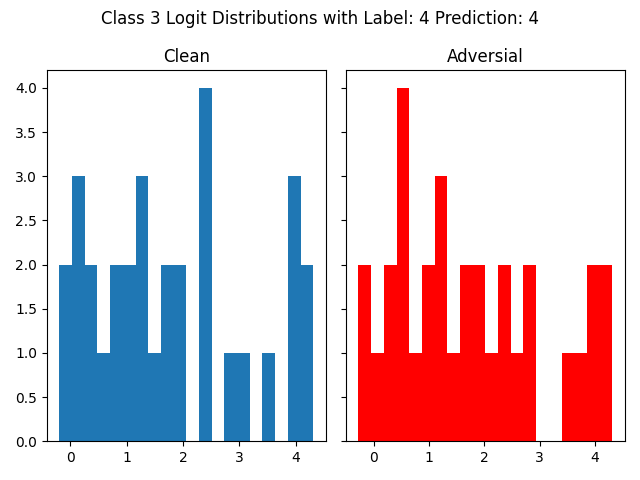 Class 3 Logit Distributions with Label: 4 Prediction: 4
Clean
Adversial
4.0
3.5
3.0
2.5
2.0
1.5
1.0
0.5
0.0
0 1 2 3 4
0 1 2 3 4